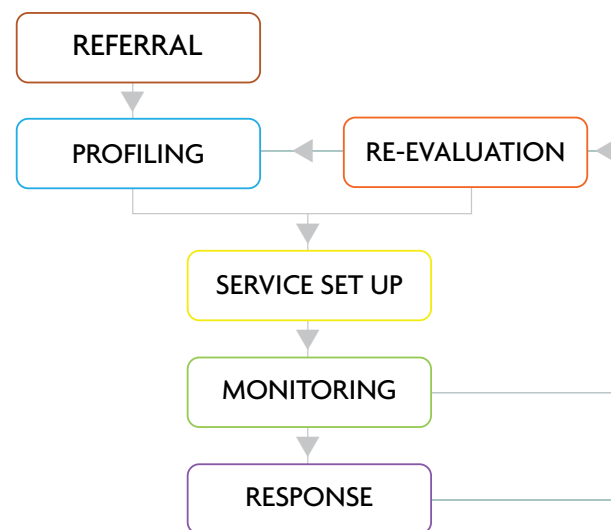 REFERRAL
PROFILING
RE-EVALUATION
SERVICE SET UP
MONITORING
RESPONSE